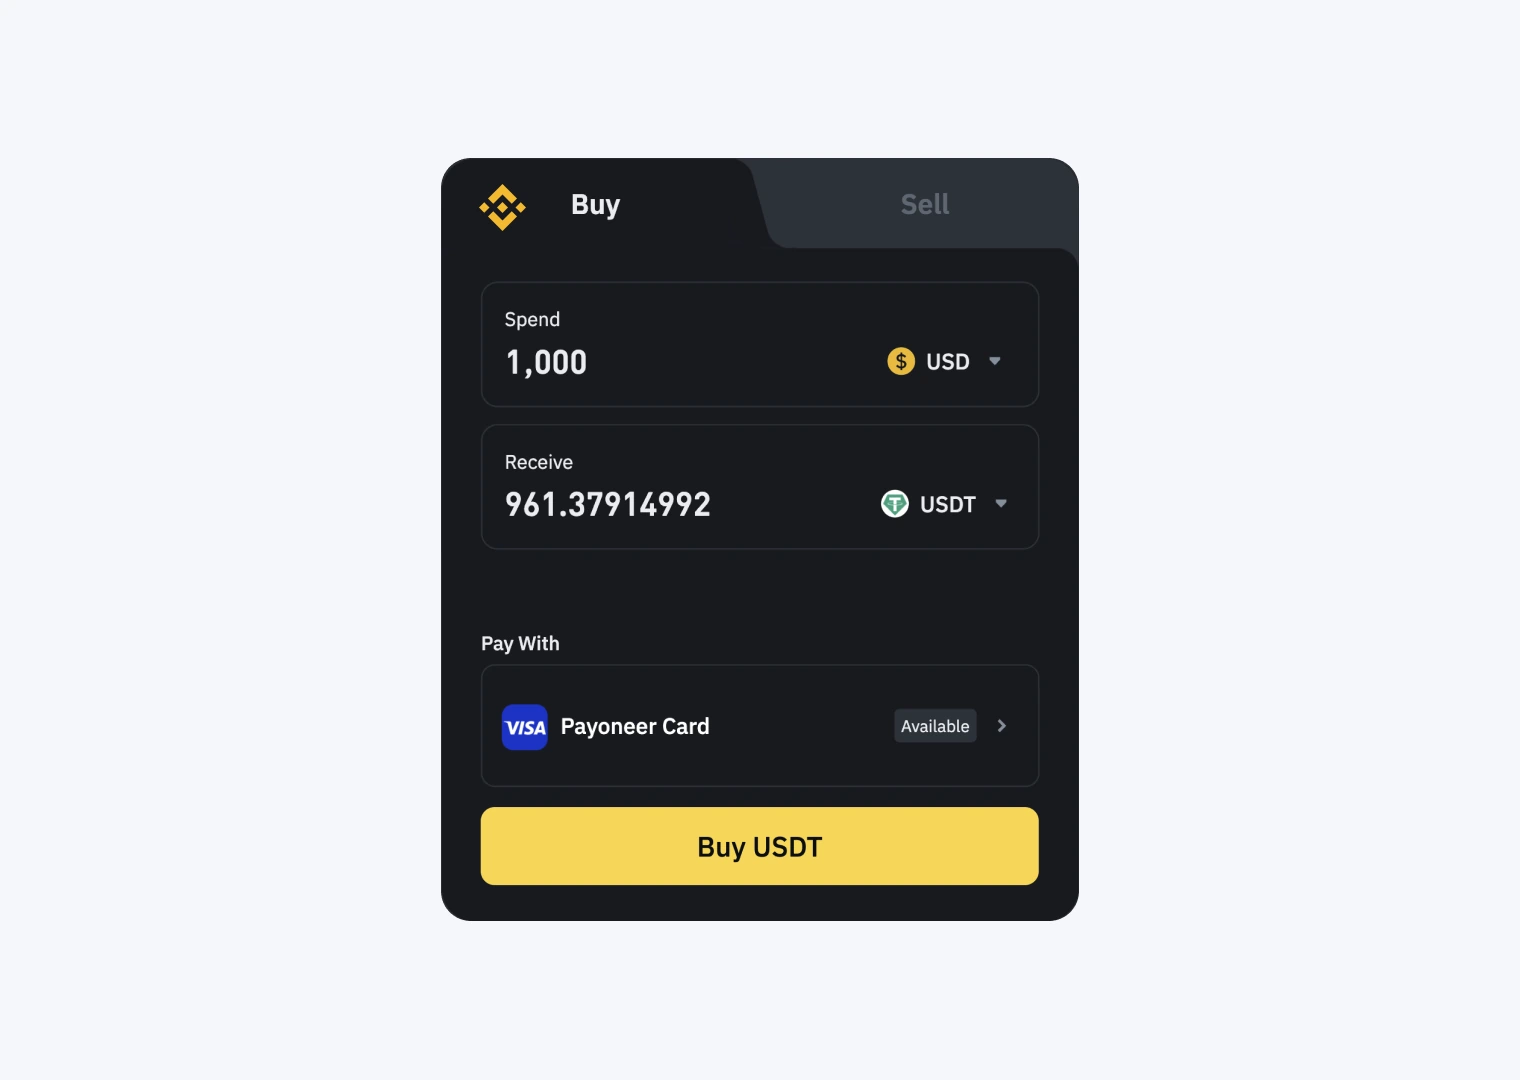 Buy
Sell
Spend
1,000
$ USD
Receive
961.37914992
USDT
Pay With
VISA Payoneer Card
Available
Buy USDT